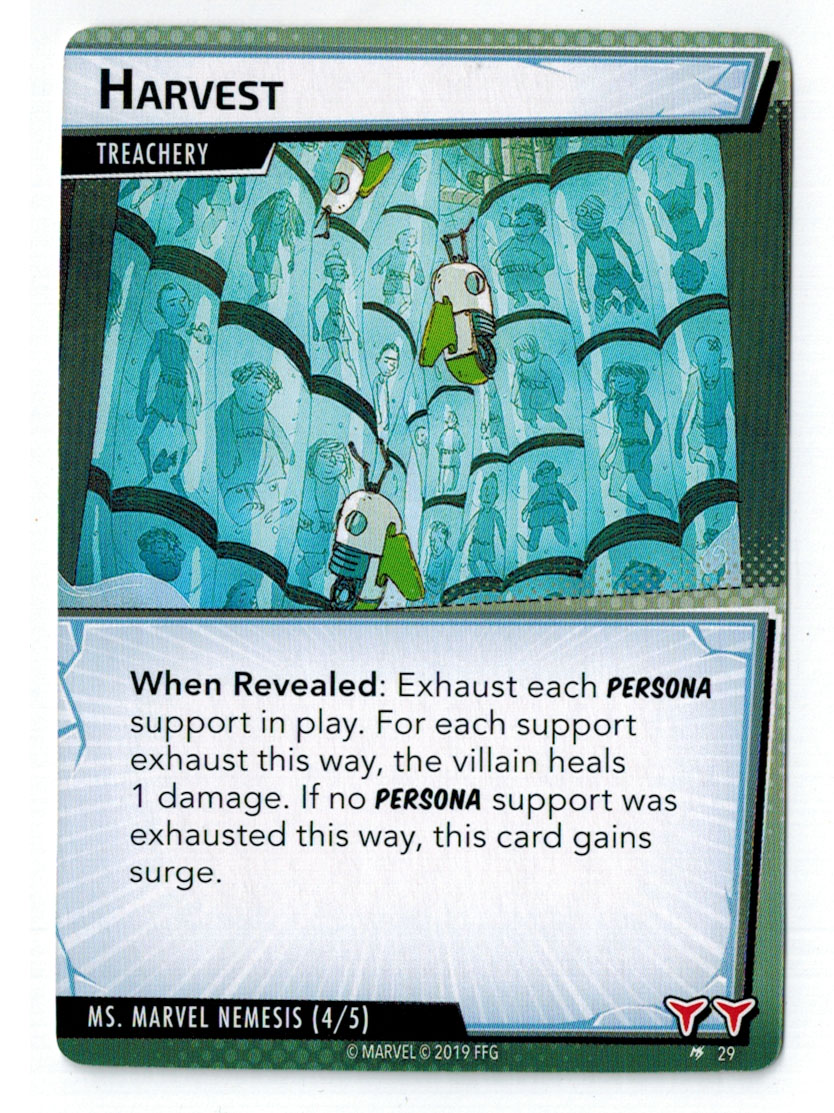 HARVEST
TREACHERY
When Revealed: Exhaust each PERSONA
support in play. For each support
exhaust this way, the villain heals
1 damage. If no PERSONA support was
exhausted this way, this card gains
surge.
MS. MARVEL NEMESIS (4/5)
© MARVEL © 2019 FFG
29